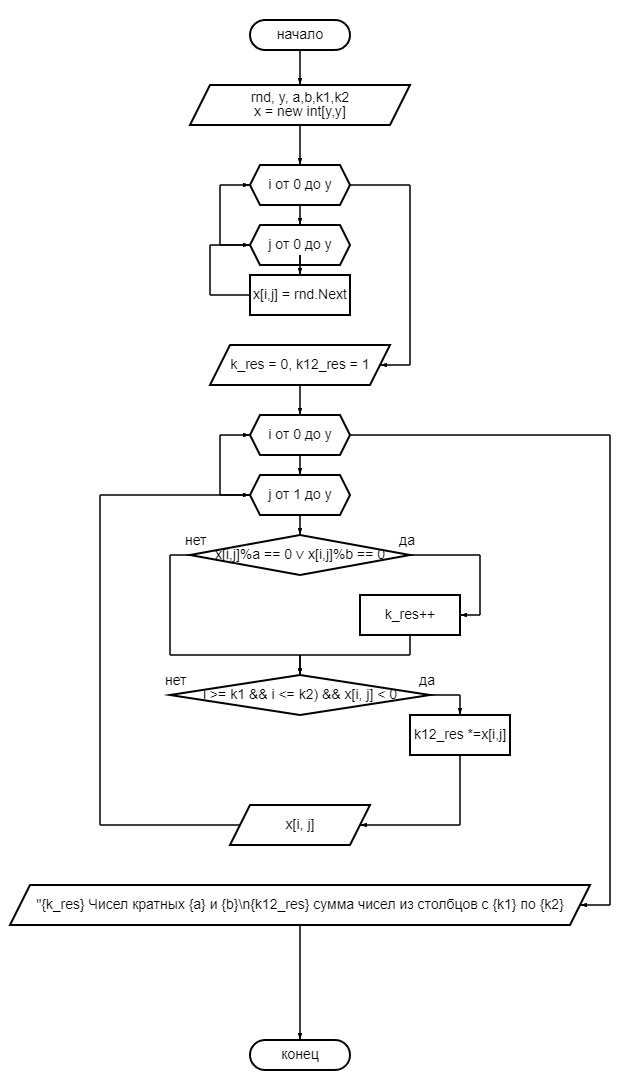 начало
rnd, y, a,b,k1,k2
x = new int[y,y]
i от 0 до y
j от 0 до y
x[i,j] = rnd.Next
k_res = 0, k12_res = 1
i от 0 до y
j от 1 до y
нет
да
x[i,j]%a == 0 v x[i,j]%b == 0
k_res++
нет
да
i >= k1 && i <= k2) && x[i, j] < 0
k12_res *=x[i,j]
x[i, j]
"{k_res} Чисел кратных {a} и {b}\n{k12_res} сумма чисел из столбцов с {k1} по {k2}
конец